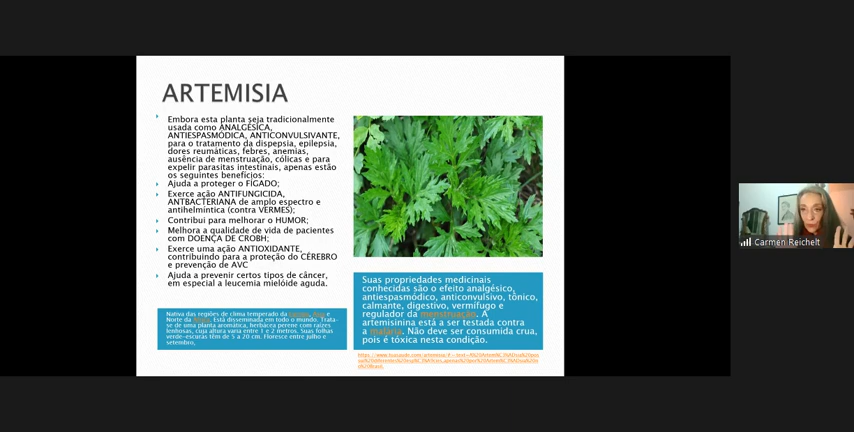 ARTEMISIA
Embora esta planta seja tradicionalmente
usada como ANALGÉSICA,
ANTIESPASMÓDICA, ANTICONVULSIVANTE,
para o tratamento da dispepsia, epilepsia,
dores reumáticas, febres, anemias,
ausência de menstruação, cólicas e para
expelir parasitas intestinais, apenas estão
os seguintes benefícios:
Ajuda a proteger o FÍGADO;
Exerce ação ANTIFUNGICIDA,
ANTBACTERIANA de amplo espectro e
antihelmintica (contra VERMES);
Contribui para melhorar o HUMOR;
Melhora a qualidade de vida de pacientes
com DOENÇA DE CROBH;
Exerce uma ação ANTIOXIDANTE,
contribuindo para a proteção do CÉREBRO
e prevenção de AVC
Ajuda a prevenir certos tipos de câncer,
em especial a leucemia mielóide aguda.
Nativa das regiões de clima temperado da Europa, Ásia e
Norte da África. Está disseminada em todo o mundo. Trata-
se de uma planta aromática, herbácea perene com raízes
lenhosas, cuja altura varia entre 1 e 2 metros. Suas folhas
verde-escuras têm de 5 a 20 cm. Floresce entre julho e
setembro,
Suas propriedades medicinais
conhecidas são o efeito analgésico,
antiespasmódico, anticonvulsivo, tônico,
calmante, digestivo, vermífugo e
regulador da menstruação. A
artemisinina está a ser testada contra
a malária. Não deve ser consumida crua,
pois é tóxica nesta condição.
Carmen Reichelt